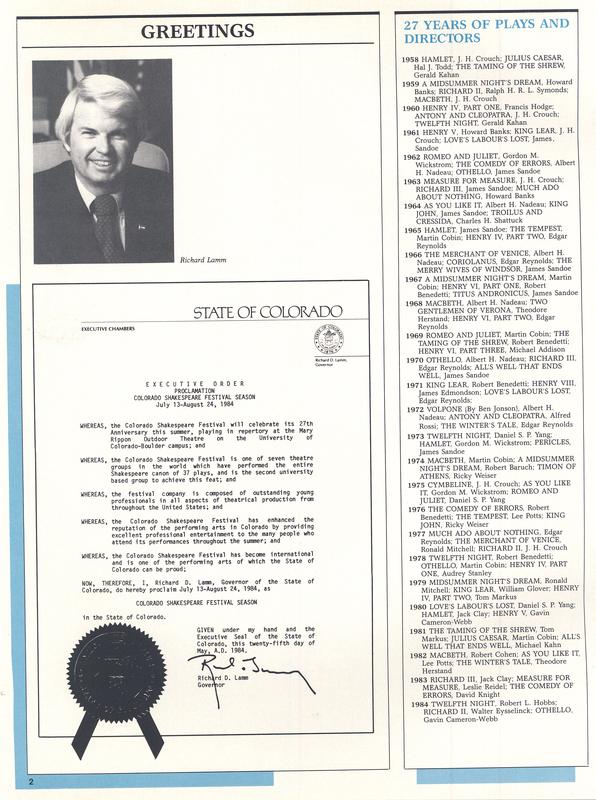 GREETINGS
Richard Lamm
STATE OF COLORADO
EXECUTIVE CHAMBERS
Richard D. Lamm,
Governor
EXECUTIVE ORDER
PROCLAMATION
COLORADO SHAKESPEARE FESTIVAL SEASON
July 13-August 24, 1984
WHEREAS, the Colorado Shakespeare Festival will celebrate its 27th
Anniversary this summer, playing in repertory at the Mary
Rippon Outdoor Theatre on the University of
Colorado-Boulder campus; and
WHEREAS, the Colorado Shakespeare Festival is one of seven theatre
groups in the world which have performed the entire
Shakespeare canon of 37 plays, and is the second university
based group to achieve this feat; and
WHEREAS, the festival company is composed of outstanding young
professionals in all aspects of theatrical production from
throughout the United States; and
WHEREAS, the Colorado Shakespeare Festival has enhanced the
reputation of the performing arts in Colorado by providing
excellent professional entertainment to the many people who
attend its performances throughout the summer; and
WHEREAS, the Colorado Shakespeare Festival has become international
and is one of the performing arts of which the State of
Colorado can be proud;
NOW, THEREFORE, I, Richard D. Lamm, Governor of the State of
Colorado, do hereby proclaim July 13-August 24, 1984, as
COLORADO SHAKESPEARE FESTIVAL SEASON
in the State of Colorado.
GIVEN under my hand and the
Executive Seal of the State of
Colorado, this twenty-fifth day of
May, A.D. 1984.
Richard D. Lamm
Governor
2
27 YEARS OF PLAYS AND
DIRECTORS
1958 HAMLET, J. H. Crouch; JULIUS CAESAR,
Hal J. Todd; THE TAMING OF THE SHREW,
Gerald Kahan
1959 A MIDSUMMER NIGHT'S DREAM, Howard
Banks; RICHARD II, Ralph H. R. L. Symonds;
MACBETH, J. H. Crouch
1960 HENRY IV, PART ONE, Francis Hodge;
ANTONY AND CLEOPATRA, J. H. Crouch;
TWELFTH NIGHT, Gerald Kahan
1961 HENRY V, Howard Banks; KING LEAR, J. H.
Crouch; LOVE'S LABOUR'S LOST, James,
Sandoe
1962 ROMEO AND JULIET, Gordon M.
Wickstrom; THE COMEDY OF ERRORS, Albert
H. Nadeau; OTHELLO, James Sandoe
1963 MEASURE FOR MEASURE, J. H. Crouch;
RICHARD III, James Sandoe; MUCH ADO
ABOUT NOTHING, Howard Banks
1964 AS YOU LIKE IT, Albert H. Nadeau; KING
JOHN, James Sandoe; TROILUS AND
CRESSIDA, Charles H. Shattuck
1965 HAMLET, James Sandoe; THE TEMPEST,
Martin Cobin; HENRY IV, PART TWO, Edgar
Reynolds
1966 THE MERCHANT OF VENICE, Albert H.
Nadeau; CORIOLANUS, Edgar Reynolds; THE
MERRY WIVES OF WINDSOR, James Sandoe
1967 A MIDSUMMER NIGHT'S DREAM, Martin
Cobin; HENRY VI, PART ONE, Robert
Benedetti; TITUS ANDRONICUS, James Sandoe
1968 MACBETH, Albert H. Nadeau; TWO
GENTLEMEN OF VERONA, Theodore
Herstand; HENRY VI, PART TWO, Edgar
Reynolds
1969 ROMEO AND JULIET, Martin Cobin; THE
TAMING OF THE SHREW, Robert Benedetti;
HENRY VI, PART THREE, Michael Addison
1970 OTHELLO, Albert H. Nadeau; RICHARD III,
Edgar Reynolds; ALL'S WELL THAT ENDS
WELL, James Sandoe
1971 KING LEAR, Robert Benedetti; HENRY VIII,
James Edmondson; LOVE'S LABOUR'S LOST,
Edgar Reynolds;
1972 VOLPONE (By Ben Jonson), Albert H.
Nadeau; ANTONY AND CLEOPATRA, Alfred
Rossi; THE WINTER'S TALE, Edgar Reynolds
1973 TWELFTH NIGHT, Daniel S. P. Yang;
HAMLET, Gordon M. Wickstrom; PERICLES,
James Sandoe
1974 MACBETH, Martin Cobin; A MIDSUMMER
NIGHT'S DREAM, Robert Baruch; TIMON OF
ATHENS, Ricky Weiser
1975 CYMBELINE, J. H. Crouch; AS YOU LIKE
IT, Gordon M. Wickstrom; ROMEO AND
JULIET, Daniel S. P. Yang
1976 THE COMEDY OF ERRORS, Robert
Benedetti; THE TEMPEST, Lee Potts; KING
JOHN, Ricky Weiser
1977 MUCH ADO ABOUT NOTHING, Edgar
Reynolds; THE MERCHANT OF VENICE,
Ronald Mitchell; RICHARD II, J. H. Crouch
1978 TWELFTH NIGHT, Robert Benedetti;
OTHELLO, Martin Cobin; HENRY IV, PART
ONE, Audrey Stanley
1979 MIDSUMMER NIGHT'S DREAM, Ronald
Mitchell; KING LEAR, William Glover; HENRY
IV, PART TWO, Tom Markus
1980 LOVE'S LABOUR'S LOST, Daniel S. P. Yang;
HAMLET, Jack Clay; HENRY V, Gavin
Cameron-Webb
1981 THE TAMING OF THE SHREW, Tom
Markus; JULIUS CAESAR, Martin Cobin; ALL'S
WELL THAT ENDS WELL, Michael Kahn
1982 MACBETH, Robert Cohen; AS YOU LIKE IT,
Lee Potts; THE WINTER'S TALE, Theodore
Herstand
1983 RICHARD III, Jack Clay; MEASURE FOR
MEASURE, Leslie Reidel; THE COMEDY OF
ERRORS, David Knight
1984 TWELFTH NIGHT, Robert L. Hobbs;
RICHARD II, Walter Eysselinck; OTHELLO,
Gavin Cameron-Webb